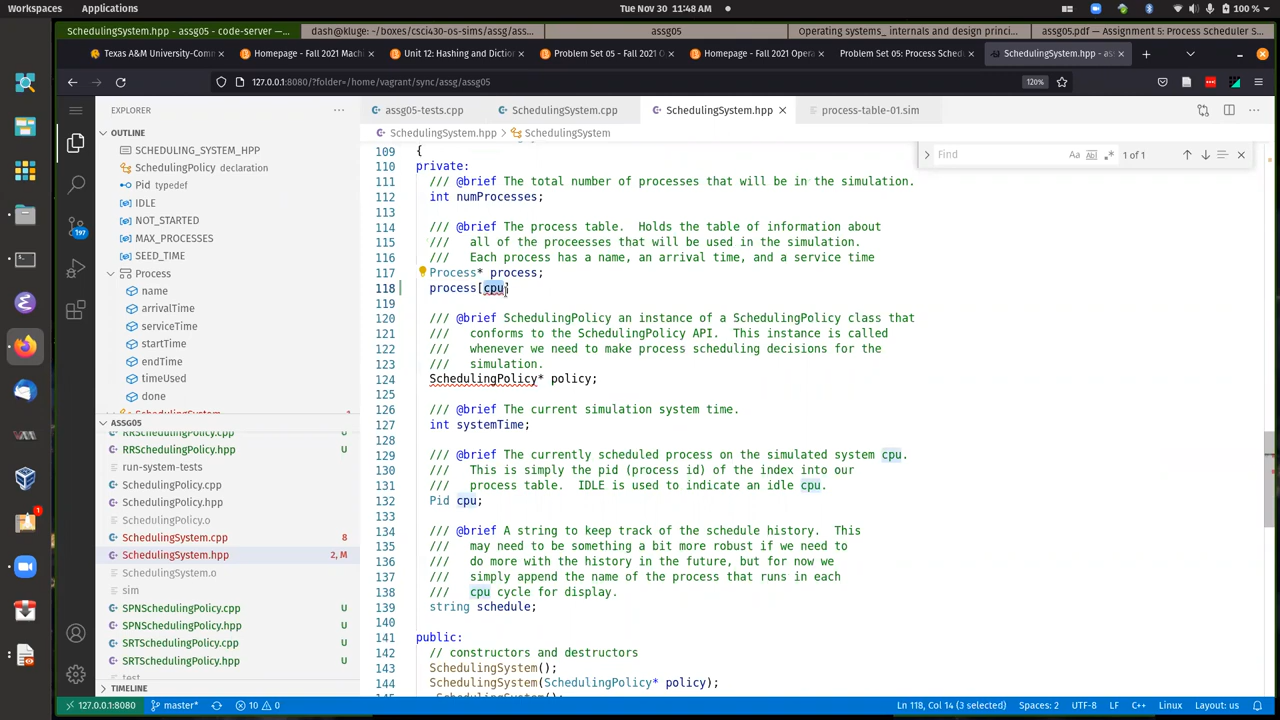 Workspaces Applications Tue Nov 30 11:48 AM 100 %
SchedulingSystem.hpp - assg05 - code-server —... dash@kluge: ~/boxes/csci430-os-sims/assg/assg... assg05 Operating systems_ internals and design princi... assg05.pdf — Assignment 5: Process Scheduler S...
Texas A&M University-Comm Homepage - Fall 2021 Machi Unit 12: Hashing and Diction Problem Set 05 - Fall 2021 O Homepage - Fall 2021 Opera Problem Set 05: Process Sched SchedulingSystem.hpp - ass
127.0.0.1:8080/?folder=/home/vagrant/sync/assg/assg05 120%
EXPLORER ··· assg05-tests.cpp SchedulingSystem.cpp SchedulingSystem.hpp process-table-01.sim
OUTLINE
SchedulingSystem.hpp > SchedulingSystem
SCHEDULING_SYSTEM_HPP
SchedulingPolicy declaration
Pid typedef
IDLE
NOT_STARTED
MAX_PROCESSES
SEED_TIME
Process
name
arrivalTime
serviceTime
startTime
endTime
timeUsed
done
SchedulingSystem 1
ASSG05
RRSchedulingPolicy.cpp U
RRSchedulingPolicy.hpp U
run-system-tests
SchedulingPolicy.cpp
SchedulingPolicy.hpp
SchedulingPolicy.o
SchedulingSystem.cpp 8
SchedulingSystem.hpp 2, M
SchedulingSystem.o
sim
SPNSchedulingPolicy.cpp U
SPNSchedulingPolicy.hpp U
SRTSchedulingPolicy.cpp U
SRTSchedulingPolicy.hpp U
test
TIMELINE
197
1
Find Aa ab .* 1 of 1
109 {
110 private:
111 /// @brief The total number of processes that will be in the simulation.
112 int numProcesses;
113
114 /// @brief The process table.  Holds the table of information about
115 ///   all of the proceesses that will be used in the simulation.
116 ///   Each process has a name, an arrival time, and a service time
117 Process* process;
118 process[cpu]
119
120 /// @brief SchedulingPolicy an instance of a SchedulingPolicy class that
121 ///   conforms to the SchedulingPolicy API.  This instance is called
122 ///   whenever we need to make process scheduling decisions for the
123 ///   simulation.
124 SchedulingPolicy* policy;
125
126 /// @brief The current simulation system time.
127 int systemTime;
128
129 /// @brief The currently scheduled process on the simulated system cpu.
130 ///   This is simply the pid (process id) of the index into our
131 ///   process table.  IDLE is used to indicate an idle cpu.
132 Pid cpu;
133
134 /// @brief A string to keep track of the schedule history.  This
135 ///   may need to be something a bit more robust if we need to
136 ///   do more with the history in the future, but for now we
137 ///   simply append the name of the process that runs in each
138 ///   cpu cycle for display.
139 string schedule;
140
141 public:
142 // constructors and destructors
143 SchedulingSystem();
144 SchedulingSystem(SchedulingPolicy* policy);
145 ~SchedulingSystem();
127.0.0.1:8080 master* 10 0 Ln 118, Col 14 (3 selected) Spaces: 2 UTF-8 LF C++ Linux Layout: us